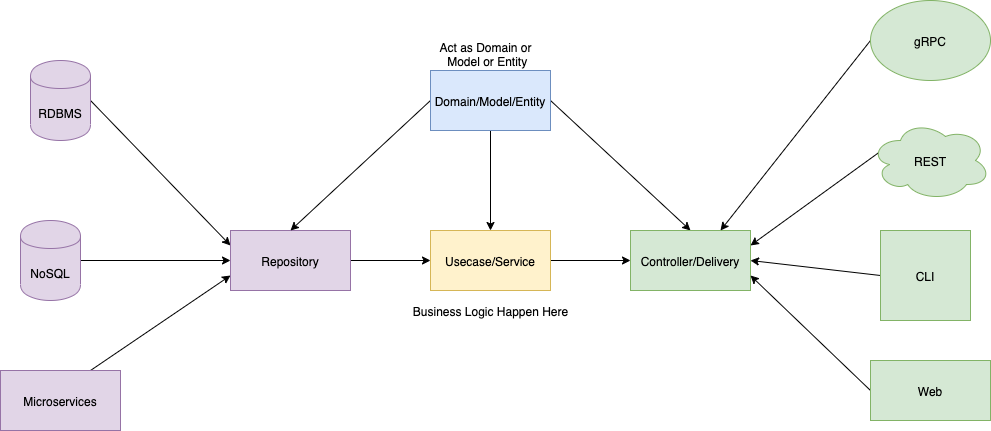 Act as Domain or
Model or Entity
gRPC
RDBMS
Domain/Model/Entity
REST
NoSQL
Repository
Usecase/Service
Controller/Delivery
CLI
Business Logic Happen Here
Microservices
Web